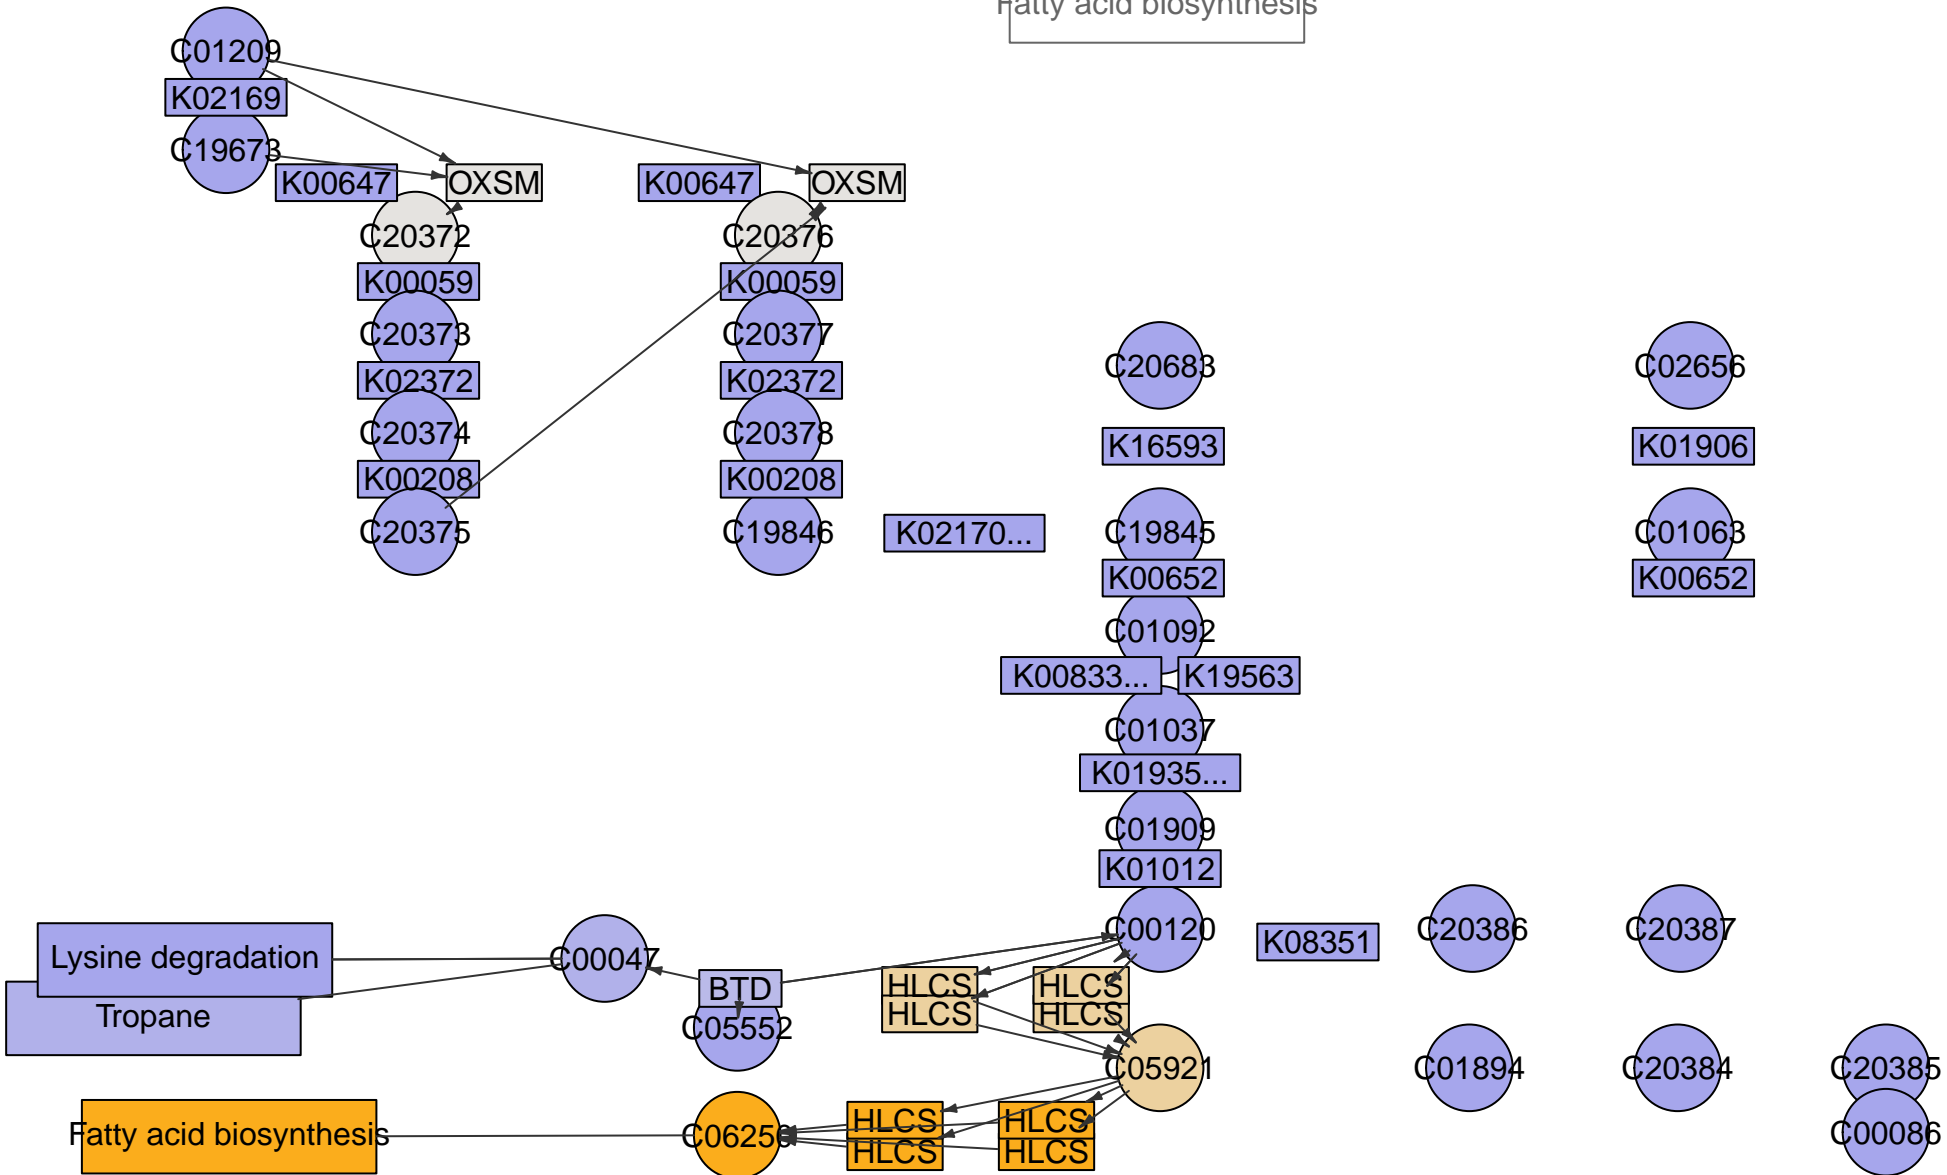 Fatty acid biosynthesis
C01209
K02169
C19673
K00647
OXSM
K00647
OXSM
C20372
C20376
K00059
K00059
C20373
C20377
C20683
C02656
K02372
K02372
C20374
C20378
K16593
K01906
K00208
K00208
C20375
C19846
K02170...
C19845
C01063
K00652
K00652
C01092
K00833...
K19563
C01037
K01935...
C01909
K01012
C00120
K08351
C20386
C20387
Lysine degradation
C00047
BTD
HLCS
HLCS
Tropane
HLCS
HLCS
C05552
C05921
C01894
C20384
C20385
Fatty acid biosynthesis
HLCS
HLCS
C00086
HLCS
HLCS